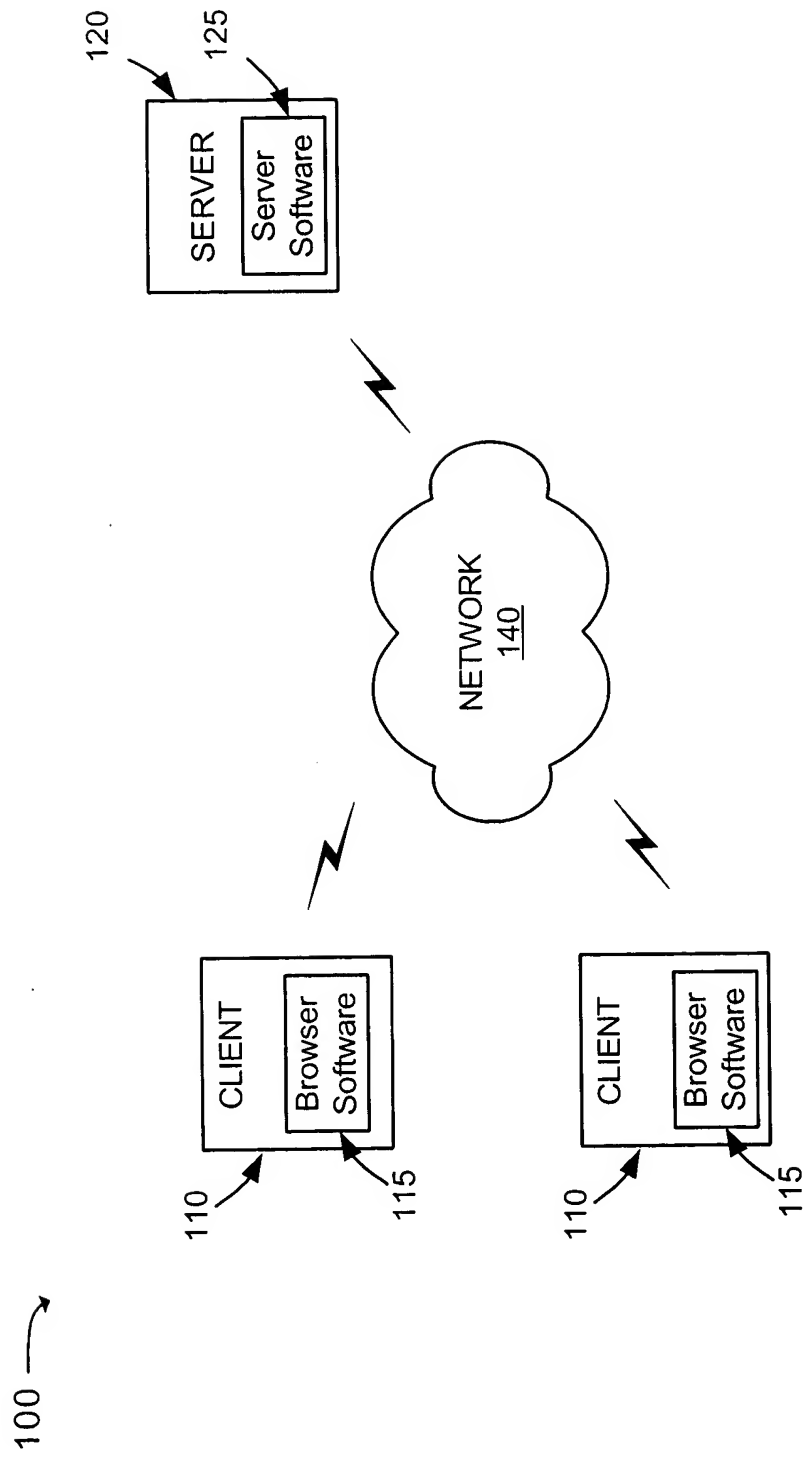 100
110
CLIENT
Browser
Software
115
110
CLIENT
Browser
Software
115
NETWORK
140
120
SERVER
125
Server
Software